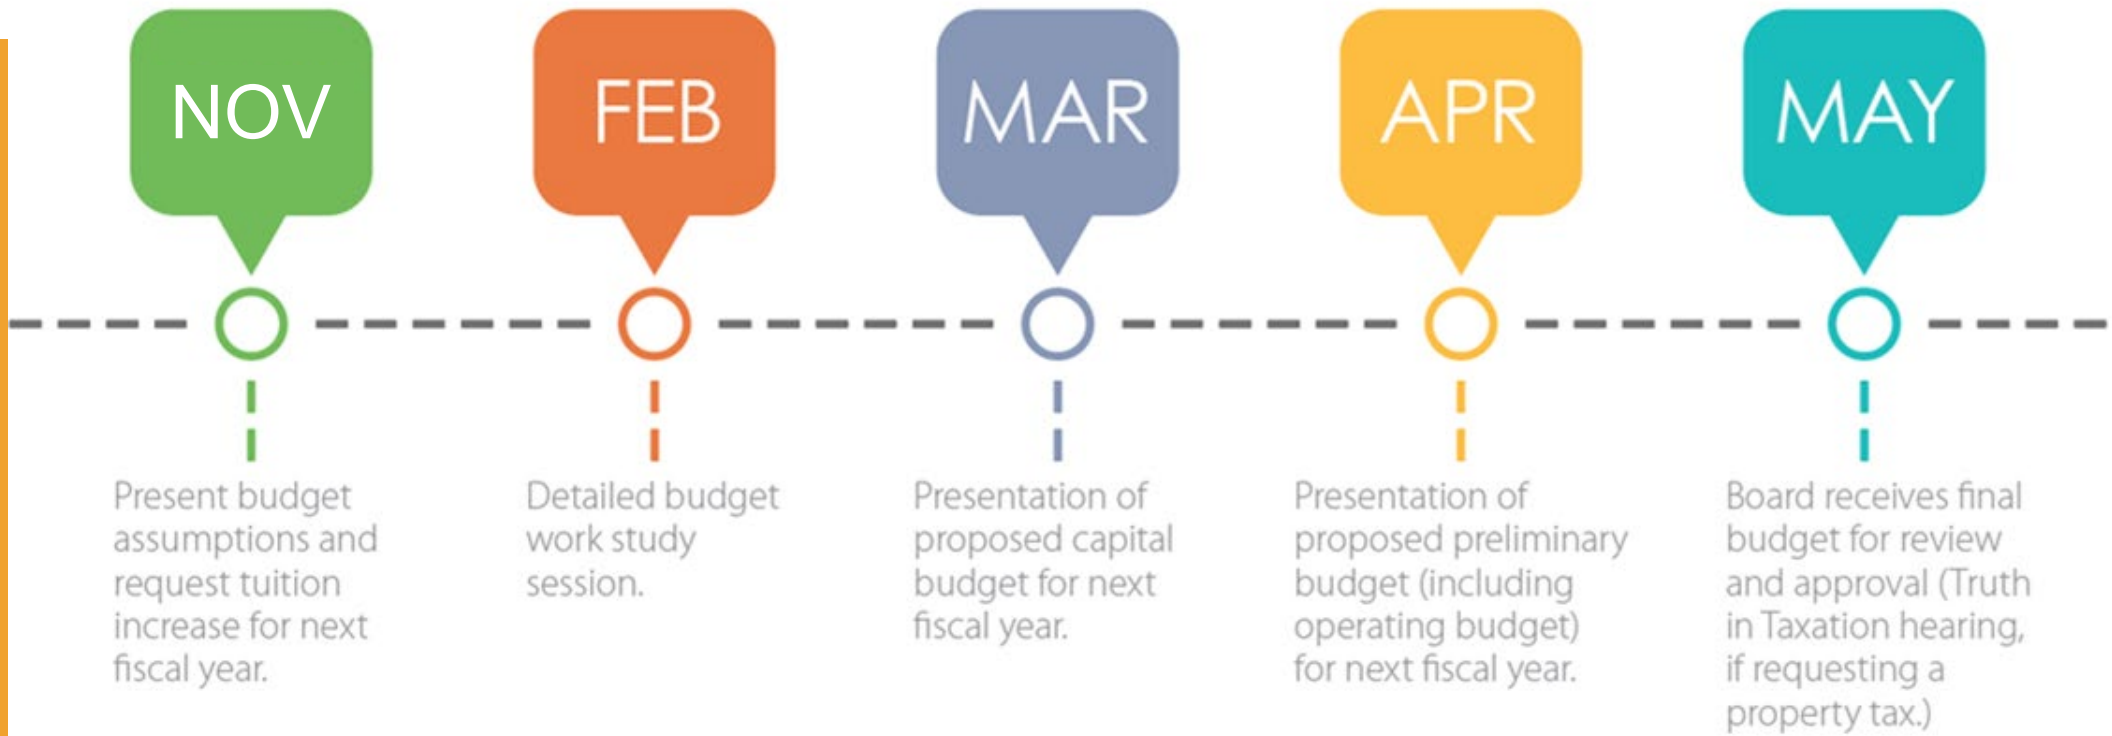 NOV
Present budget
assumptions and
request tuition
increase for next
fiscal year.
FEB
Detailed budget
work study
session.
MAR
Presentation of
proposed capital
budget for next
fiscal year.
APR
Presentation of
proposed preliminary
budget (including
operating budget)
for next fiscal year.
MAY
Board receives final
budget for review
and approval (Truth
in Taxation hearing,
if requesting a
property tax.)